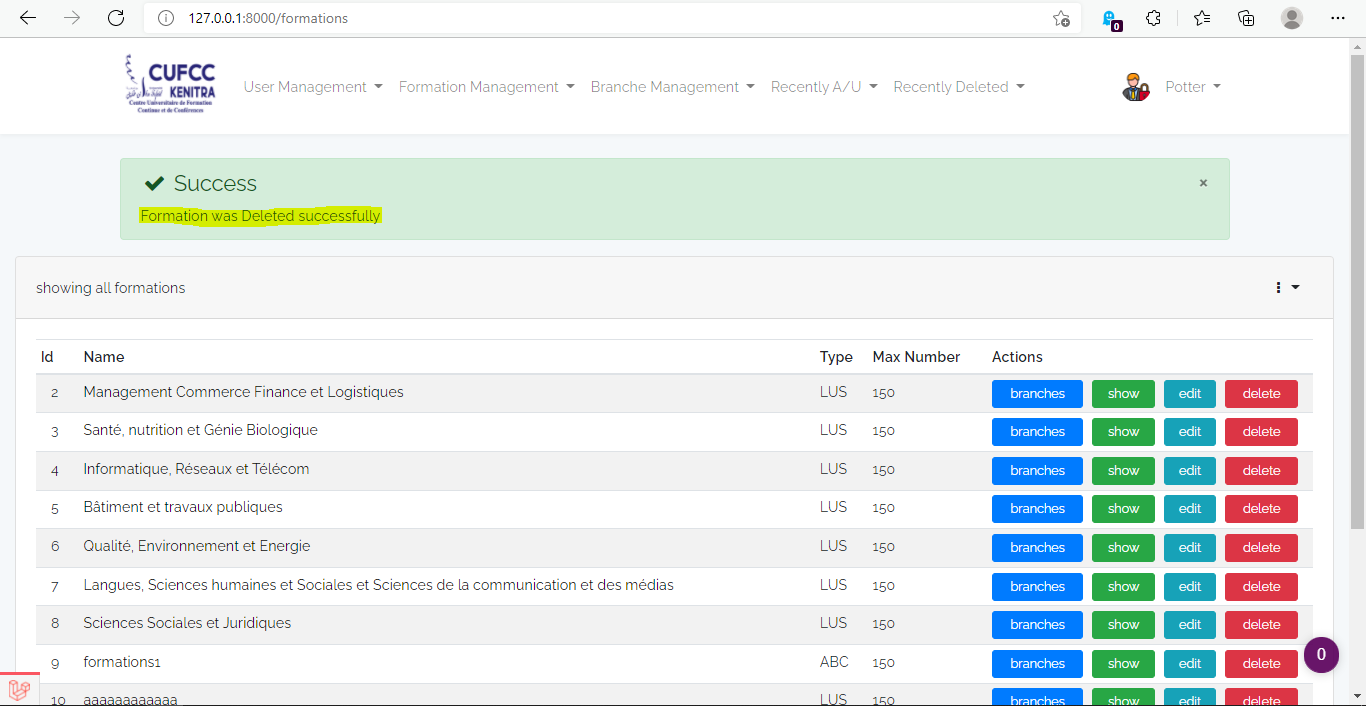 127.0.0.1:8000/formations
0
CUFCC
KENITRA
Centre Universitaire de Formation
Continue et de Conférences
User Management
Formation Management
Branche Management
Recently A/U
Recently Deleted
Potter
Success
×
Formation was Deleted successfully
showing all formations
Id Name Type Max Number Actions
2 Management Commerce Finance et Logistiques LUS 150 branches show edit delete
3 Santé, nutrition et Génie Biologique LUS 150 branches show edit delete
4 Informatique, Réseaux et Télécom LUS 150 branches show edit delete
5 Bâtiment et travaux publiques LUS 150 branches show edit delete
6 Qualité, Environnement et Energie LUS 150 branches show edit delete
7 Langues, Sciences humaines et Sociales et Sciences de la communication et des médias LUS 150 branches show edit delete
8 Sciences Sociales et Juridiques LUS 150 branches show edit delete
9 formations1 ABC 150 branches show edit delete
0
10 aaaaaaaaaaaa LUS 150 branches show edit delete